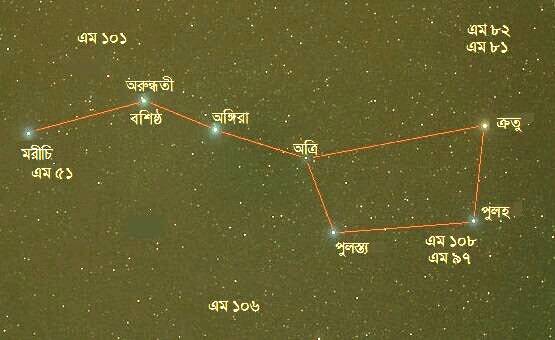 এম ১০১
এম ৮২
এম ৮১
অরুন্ধতী
বশিষ্ঠ
অঙ্গিরা
ক্রতু
মরীচি
এম ৫১
অত্রি
পুলহ
পুলস্ত্য
এম ১০৮
এম ৯৭
এম ১০৬